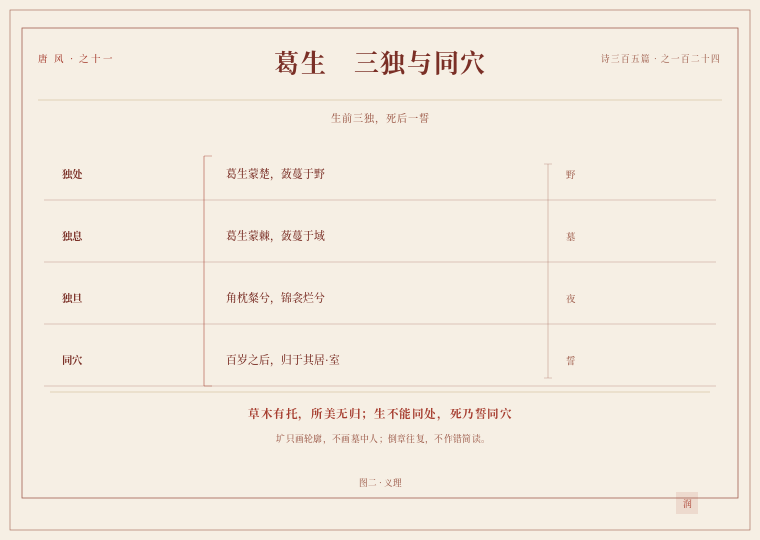 唐 风 · 之十一
葛生 三独与同穴
诗三百五篇 · 之一百二十四
生前三独，死后一誓
独处 葛生蒙楚，蔹蔓于野 野
独息 葛生蒙棘，蔹蔓于域 墓
独旦 角枕粲兮，锦衾烂兮 夜
同穴 百岁之后，归于其居·室 誓
草木有托，所美无归；生不能同处，死乃誓同穴
圹只画轮廓，不画墓中人；倒章往复，不作错简读。
图二 · 义理
润